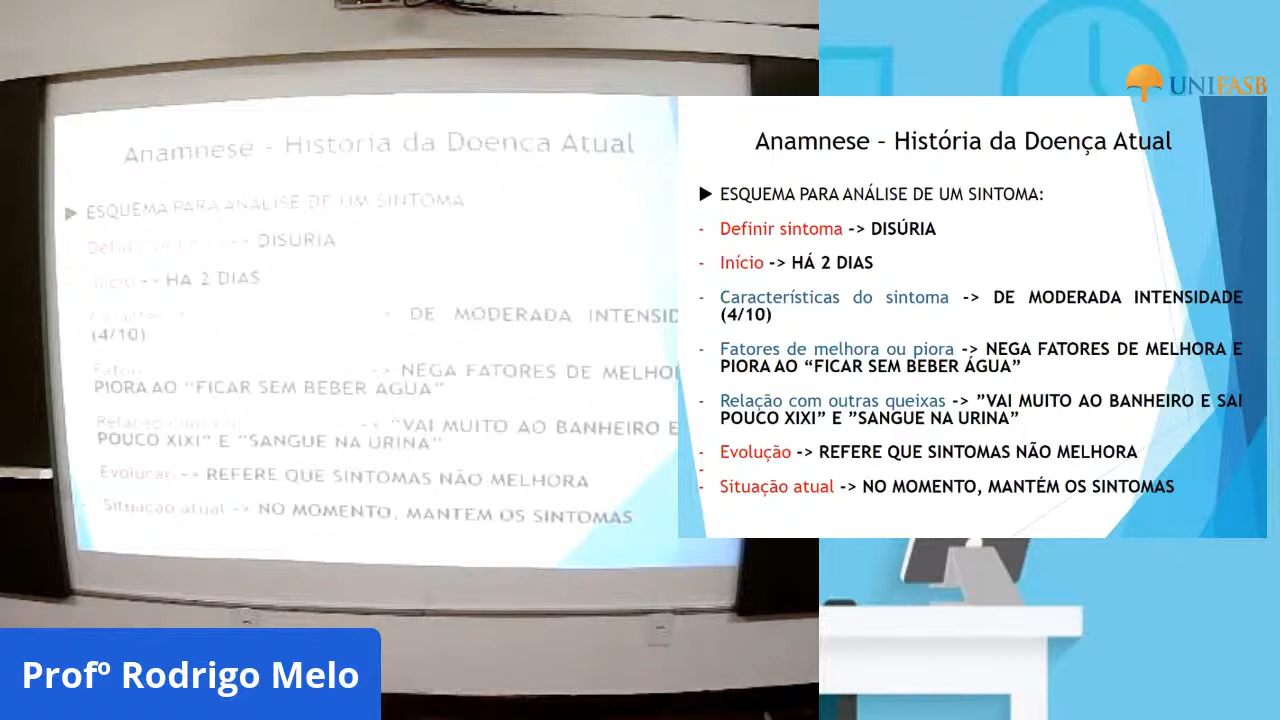 UNIFASB
Anamnese - Historia da Doenca Atual
ESQUEMA PARA ANÁLISE DE UM SINTOMA
-> DISURIA
-- HÁ 2 DIAS
-> DE MODERADA
(4/10)
-> NEGA FATORES DE
PIORA AO “FICAR SEM BEBER ÁGUA”
-> “VAI MUITO AO BANHEIRO E
POUCO XIXI” E ”SANGUE NA URINA”
Evolucao -- REFERE QUE SINTOMAS NÃO MELHORA
Situacao atual -> NO MOMENTO, MANTEM OS SINTOMAS
Anamnese – História da Doença Atual
ESQUEMA PARA ANÁLISE DE UM SINTOMA:
- Definir sintoma -> DISÚRIA
- Início -> HÁ 2 DIAS
- Características do sintoma -> DE MODERADA INTENSIDADE
(4/10)
- Fatores de melhora ou piora -> NEGA FATORES DE MELHORA E
PIORA AO “FICAR SEM BEBER ÁGUA”
- Relação com outras queixas -> ”VAI MUITO AO BANHEIRO E SAI
POUCO XIXI” E ”SANGUE NA URINA”
- Evolução -> REFERE QUE SINTOMAS NÃO MELHORA
-
- Situação atual -> NO MOMENTO, MANTÉM OS SINTOMAS
Profº Rodrigo Melo